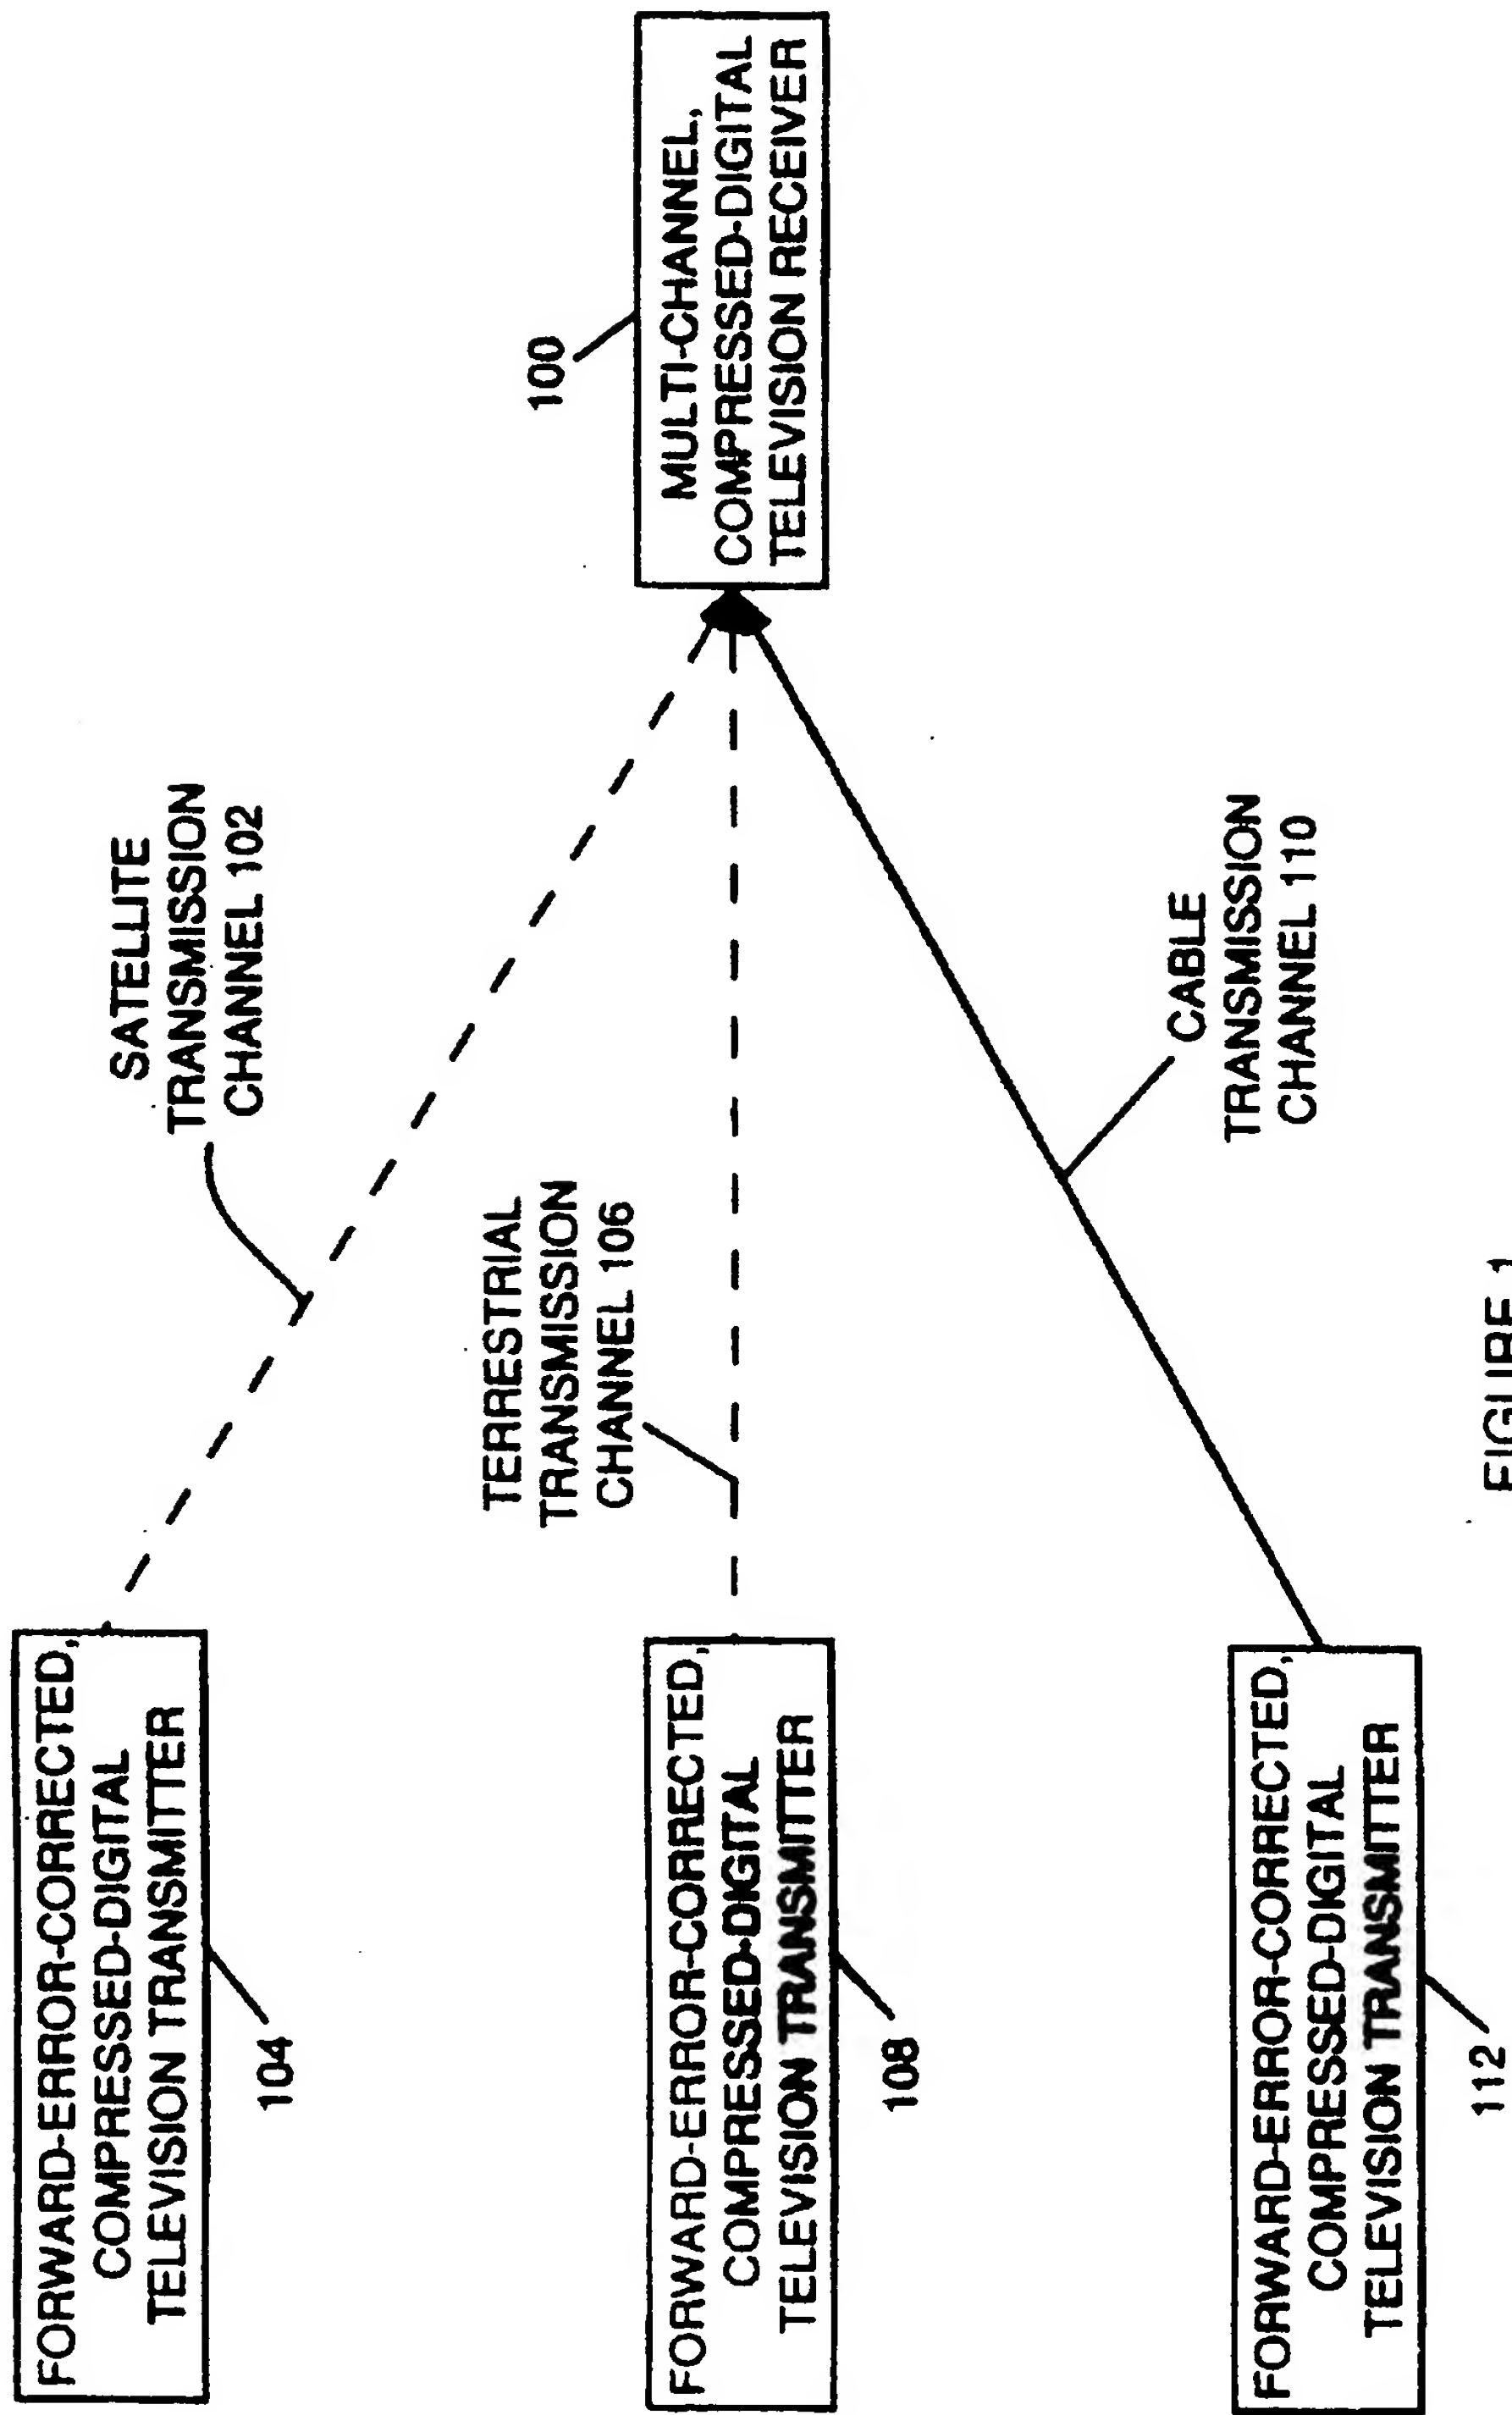 FORWARD-ERROR-CORRECTED,
COMPRESSED-DIGITAL
TELEVISION TRANSMITTER
104
SATELLITE
TRANSMISSION
CHANNEL 102
FORWARD-ERROR-CORRECTED,
COMPRESSED-DIGITAL
TELEVISION TRANSMITTER
108
TERRESTRIAL
TRANSMISSION
CHANNEL 106
100
MULTI-CHANNEL,
COMPRESSED-DIGITAL
TELEVISION RECEIVER
FORWARD-ERROR-CORRECTED,
COMPRESSED-DIGITAL
TELEVISION TRANSMITTER
112
CABLE
TRANSMISSION
CHANNEL 110
FIGURE 1